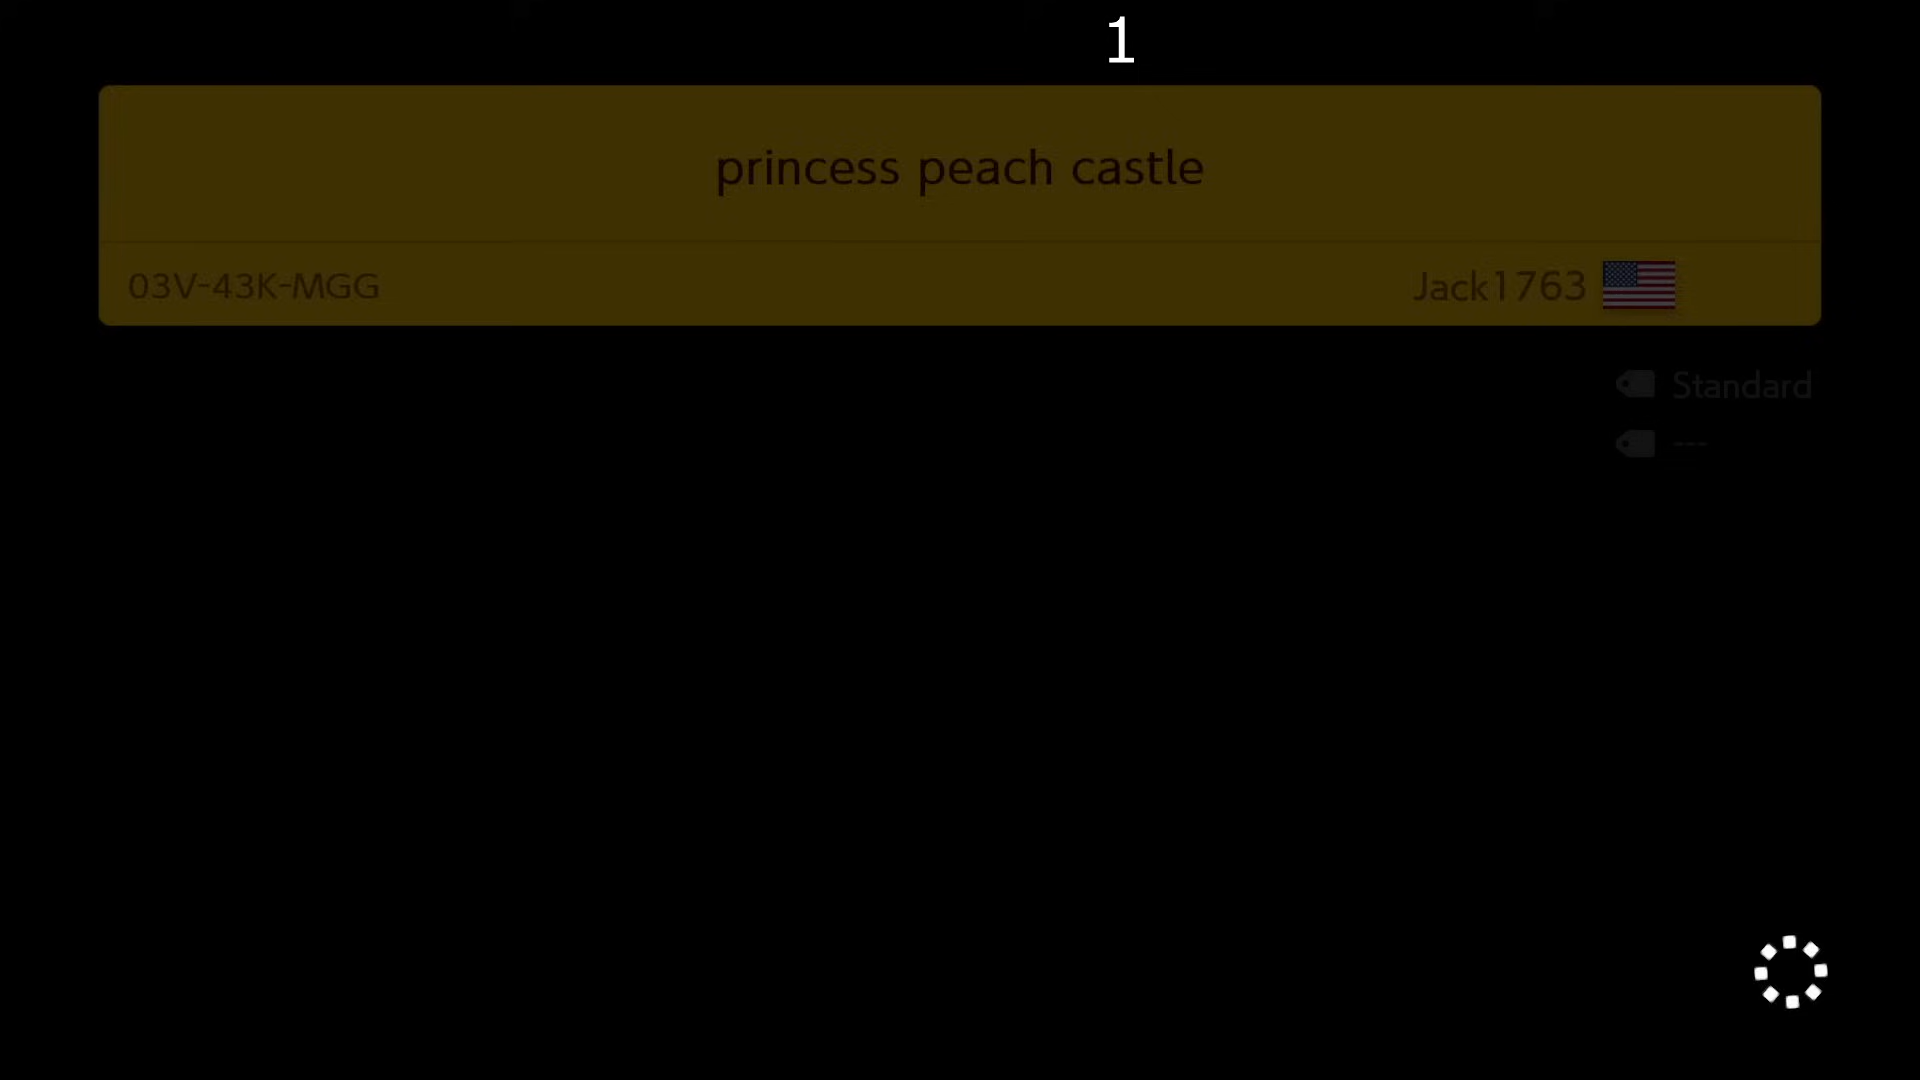 1
princess peach castle
03V-43K-MGG
Jack1763
Standard
---